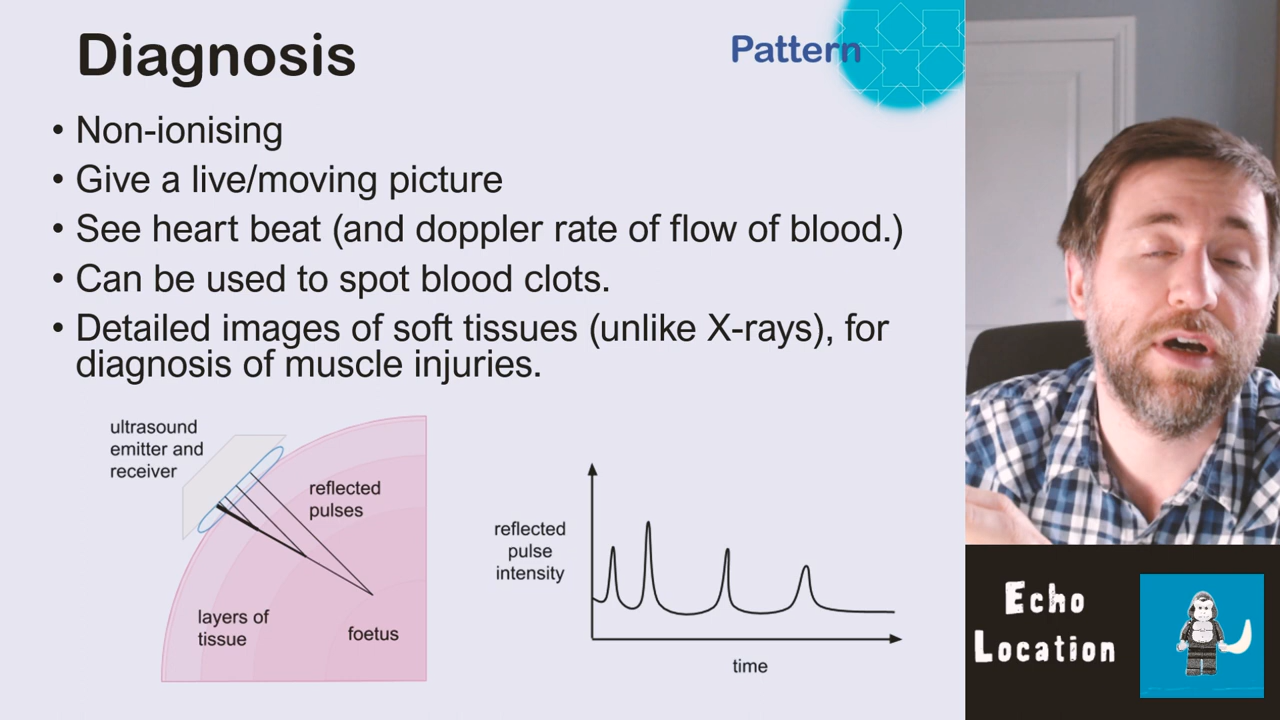 Diagnosis
Pattern
• Non-ionising
• Give a live/moving picture
• See heart beat (and doppler rate of flow of blood.)
• Can be used to spot blood clots.
• Detailed images of soft tissues (unlike X-rays), for
diagnosis of muscle injuries.
ultrasound
emitter and
receiver
reflected
pulses
layers of
tissue
foetus
reflected
pulse
intensity
time
Echo
Location